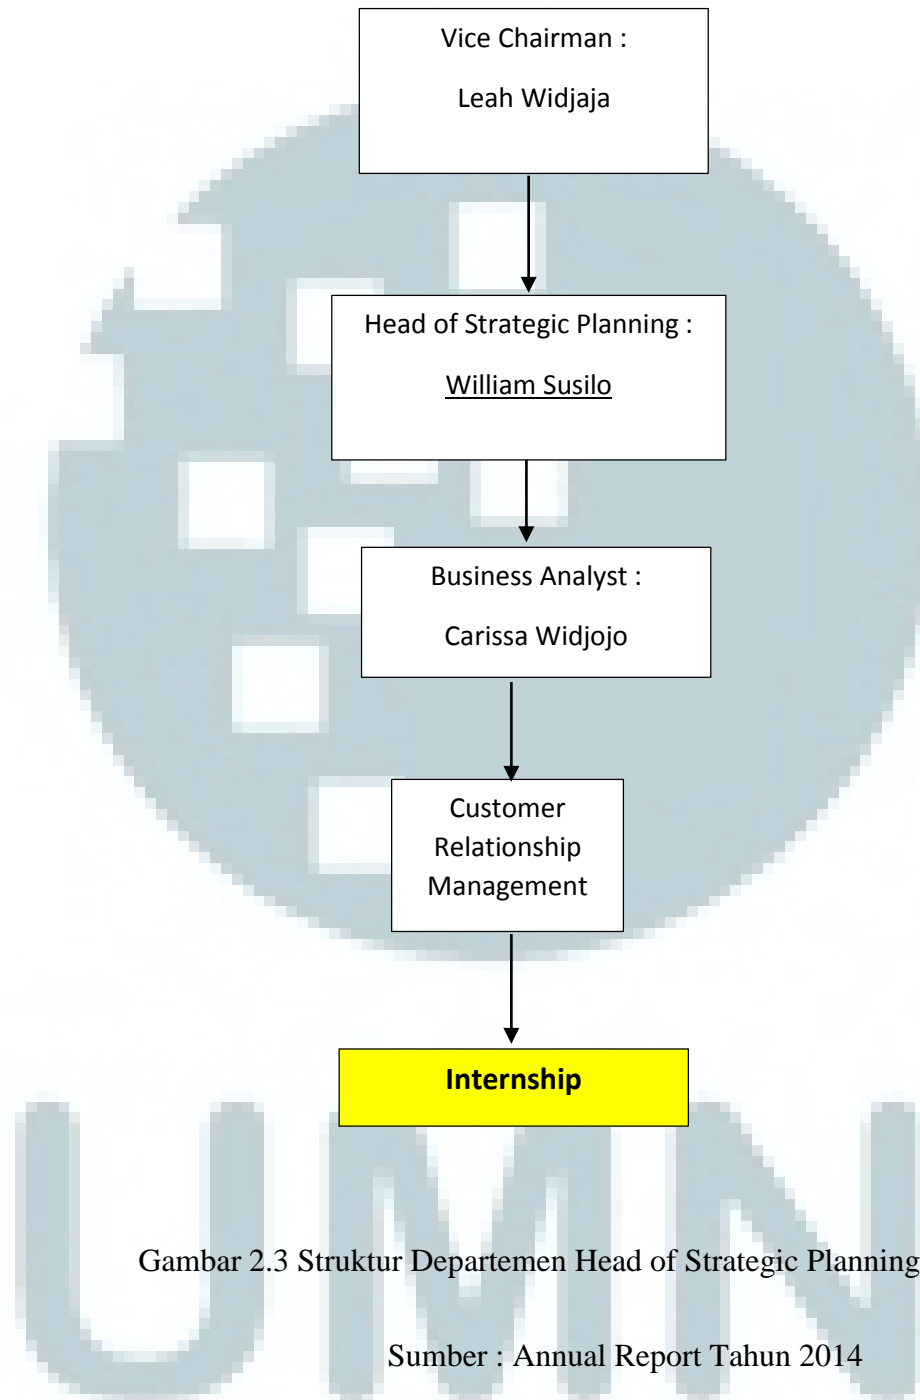 Vice Chairman :
Leah Widjaja
Head of Strategic Planning :
William Susilo
Business Analyst :
Carissa Widjojo
Customer
Relationship
Management
Internship
UMN
Gambar 2.3 Struktur Departemen Head of Strategic Planning
Sumber : Annual Report Tahun 2014